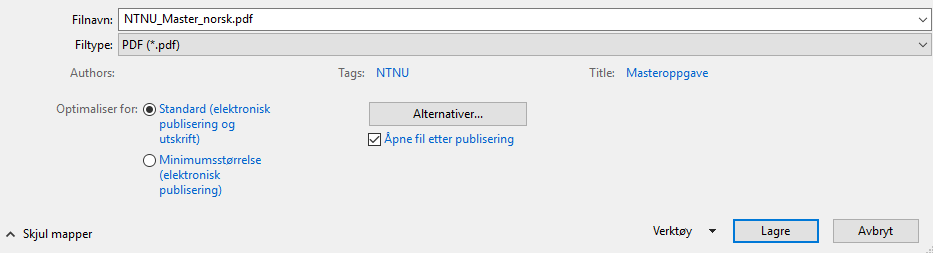 Filnavn: NTNU_Master_norsk.pdf
Filtype: PDF (*.pdf)
Authors: Tags: NTNU Title: Masteroppgave
Optimaliser for: Standard (elektronisk
publisering og
utskrift)
Minimumsstørrelse
(elektronisk
publisering)
Alternativer...
Åpne fil etter publisering
Skjul mapper
Verktøy Lagre Avbryt